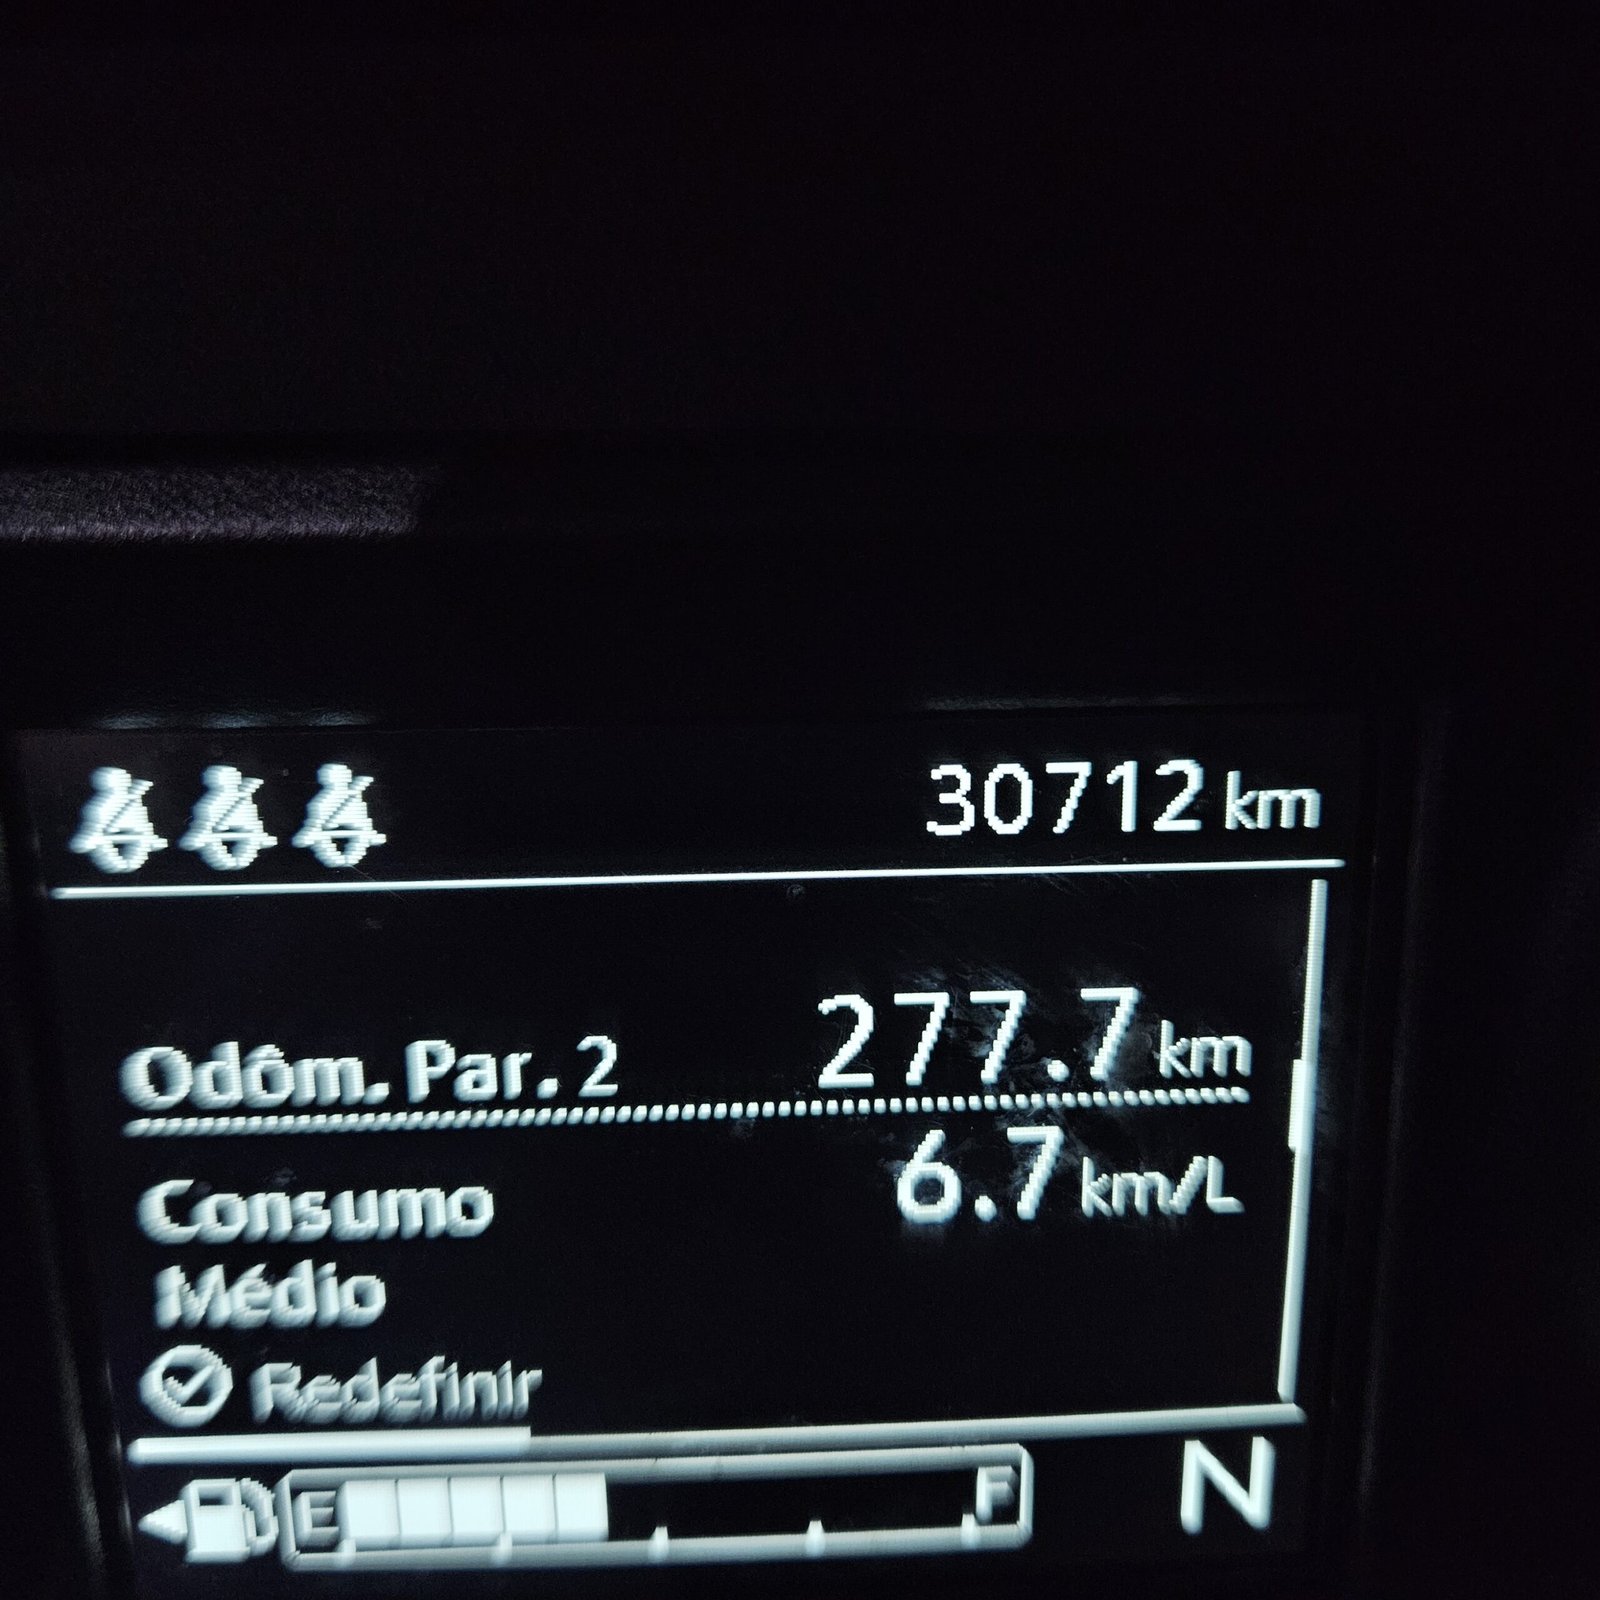 30712 km
Odôm. Par. 2 277.7 km
Consumo 6.7 km/L
Médio
Redefinir
E F N